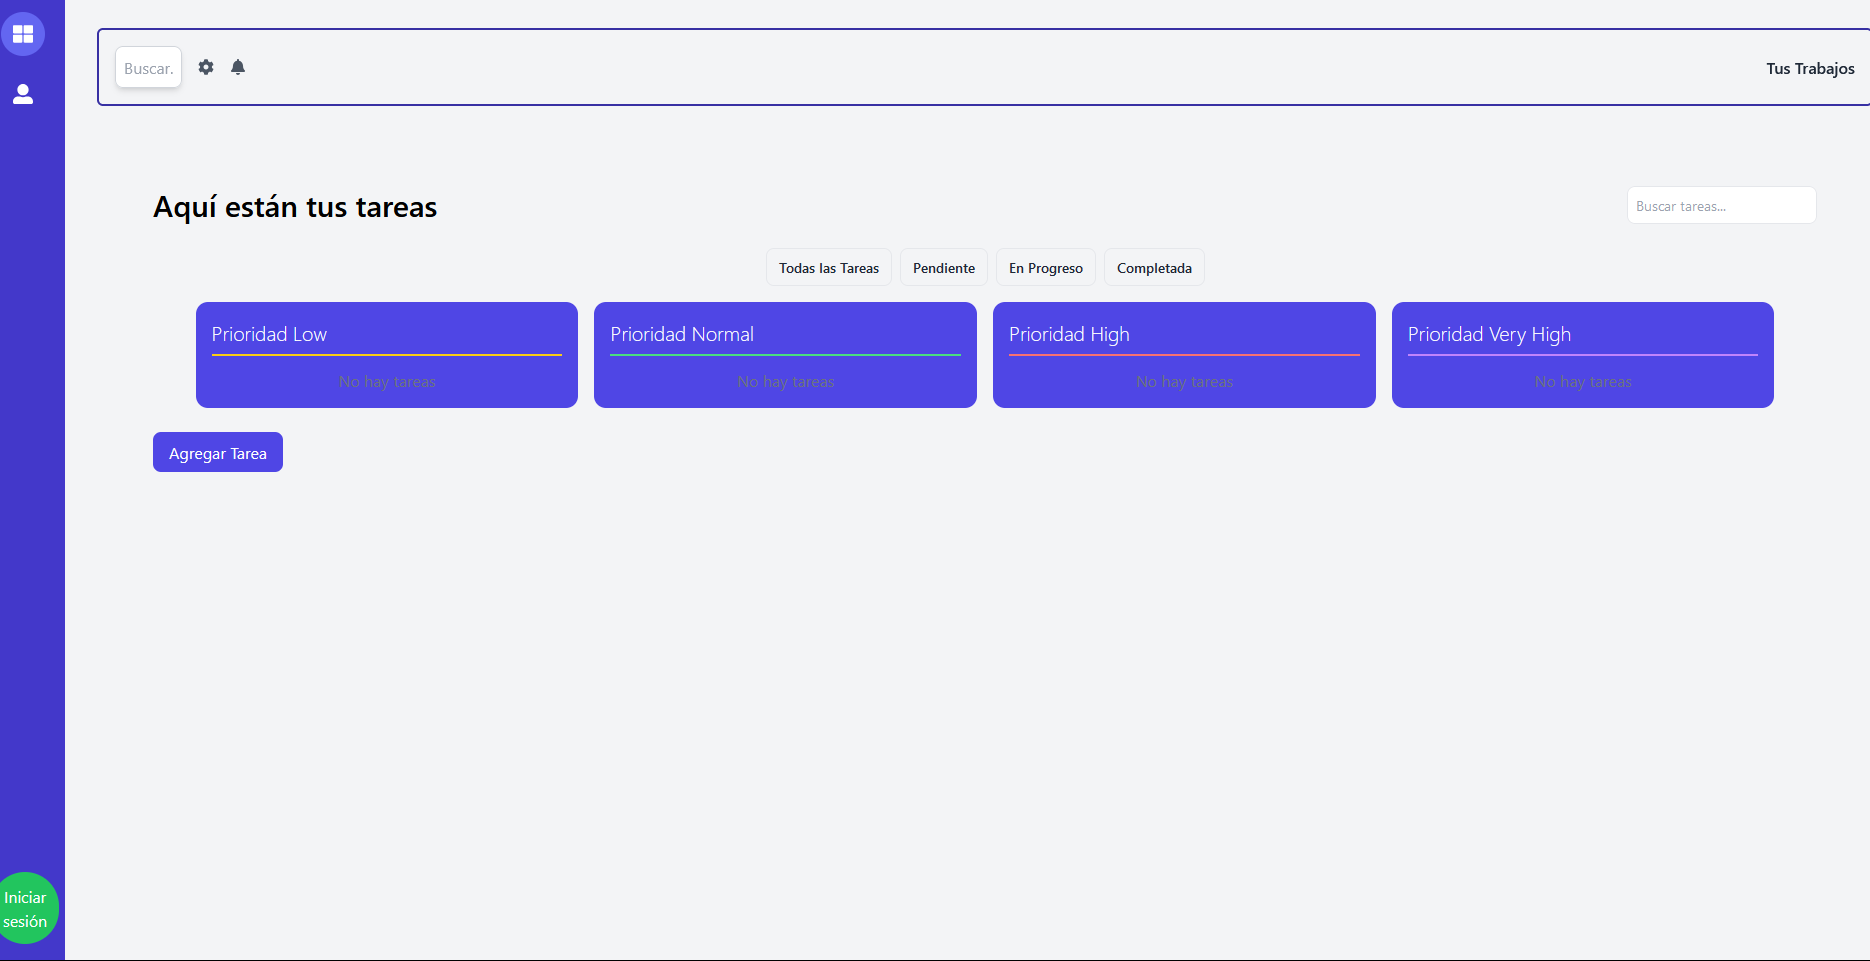 Buscar.
Tus Trabajos
Aquí están tus tareas
Buscar tareas...
Todas las Tareas
Pendiente
En Progreso
Completada
Prioridad Low
No hay tareas
Prioridad Normal
No hay tareas
Prioridad High
No hay tareas
Prioridad Very High
No hay tareas
Agregar Tarea
Iniciar
sesión